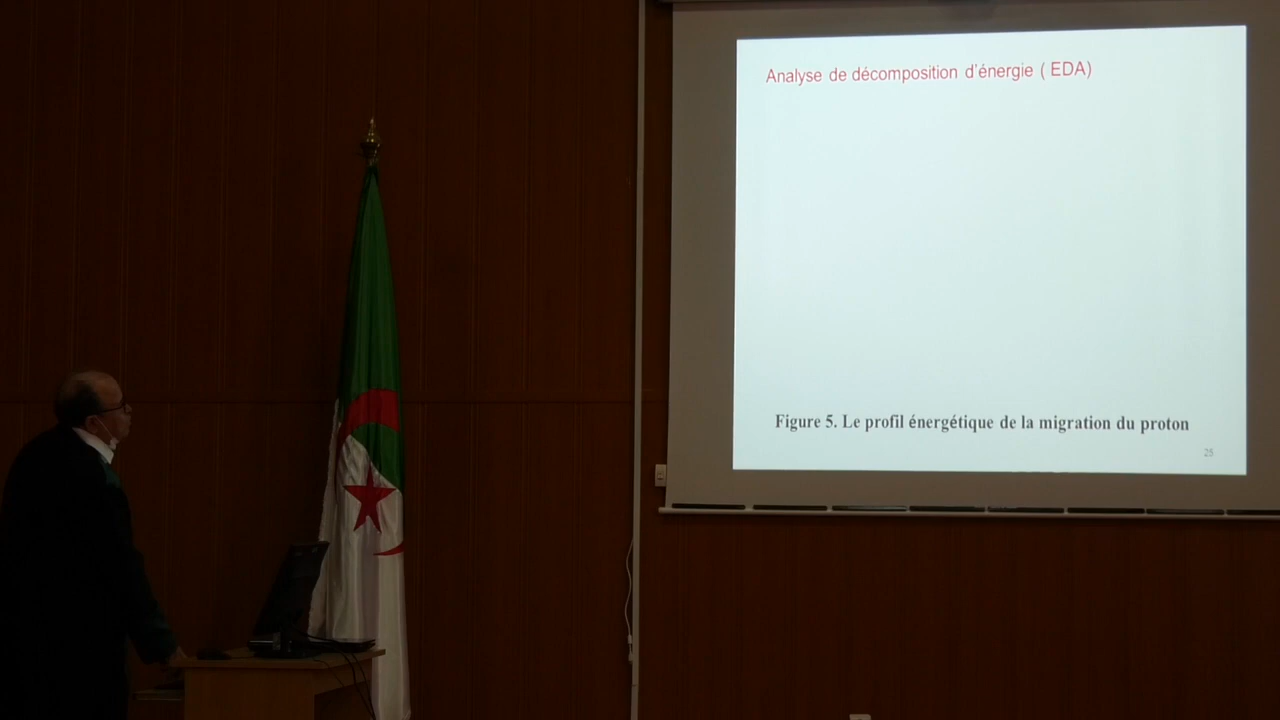 Analyse de décomposition d'énergie ( EDA)
Figure 5. Le profil énergétique de la migration du proton
25